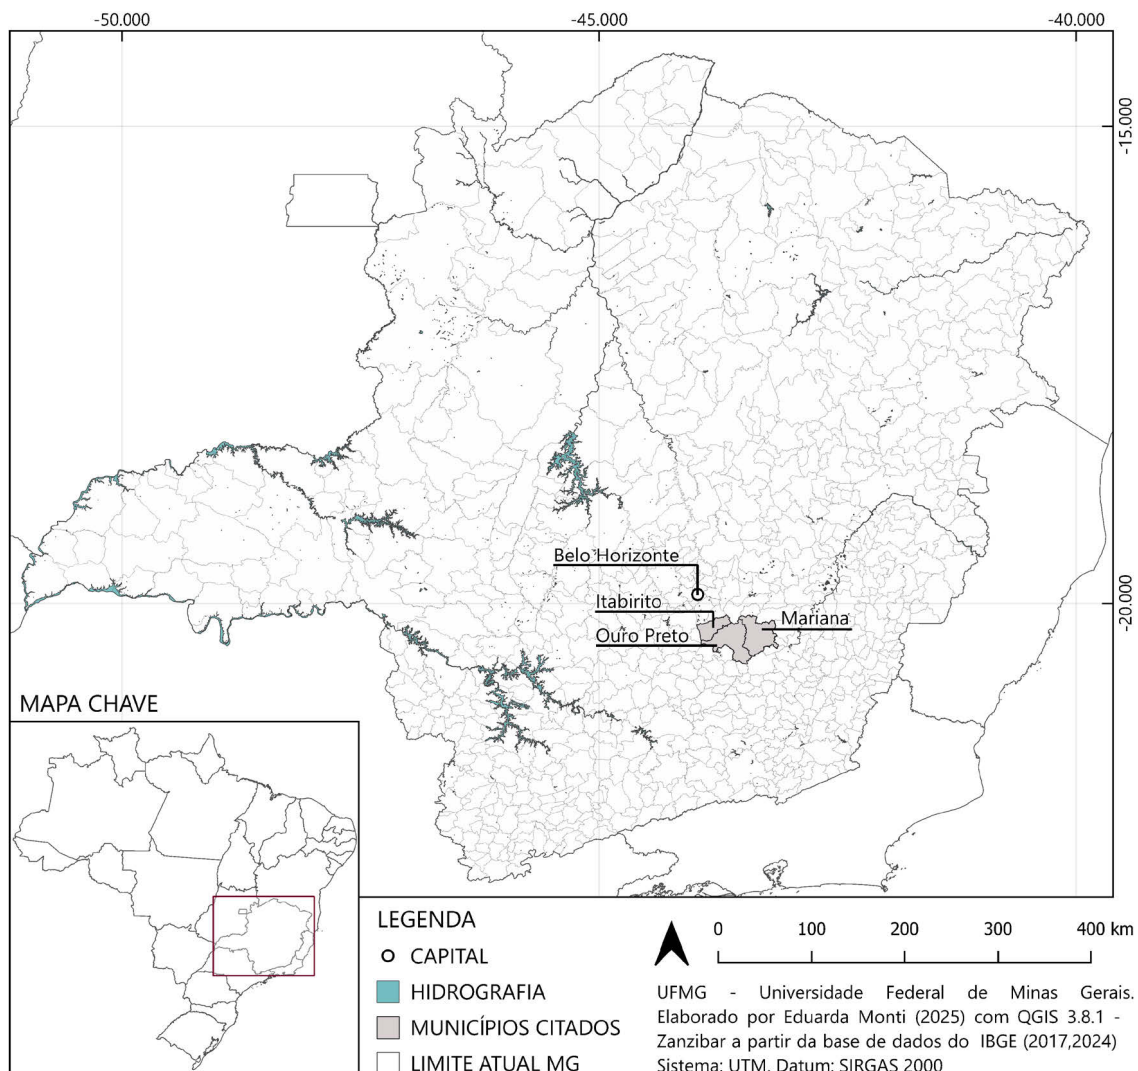 -50.000
-45.000
-40.000
-15.000
Belo Horizonte
Itabirito
Ouro Preto
Mariana
-20.000
MAPA CHAVE
LEGENDA
CAPITAL
HIDROGRAFIA
MUNICÍPIOS CITADOS
LIMITE ATUAL MG
0 100 200 300 400 km
UFMG - Universidade Federal de Minas Gerais.
Elaborado por Eduarda Monti (2025) com QGIS 3.8.1 -
Zanzibar a partir da base de dados do IBGE (2017,2024)
Sistema: UTM. Datum: SIRGAS 2000